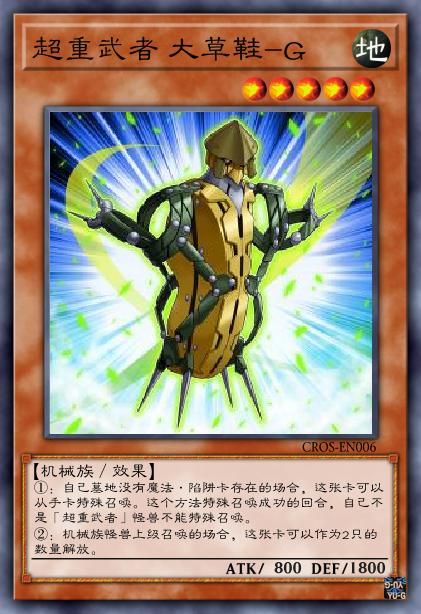 超重武者 大草鞋-G
地
CROS-EN006
【机械族／效果】
①：自己墓地没有魔法·陷阱卡存在的场合，这张卡可以
从手卡特殊召唤。这个方法特殊召唤成功的回合，自己不
是「超重武者」怪兽不能特殊召唤。
②：机械族怪兽上级召唤的场合，这张卡可以作为2只的
数量解放。
ATK/ 800 DEF/1800